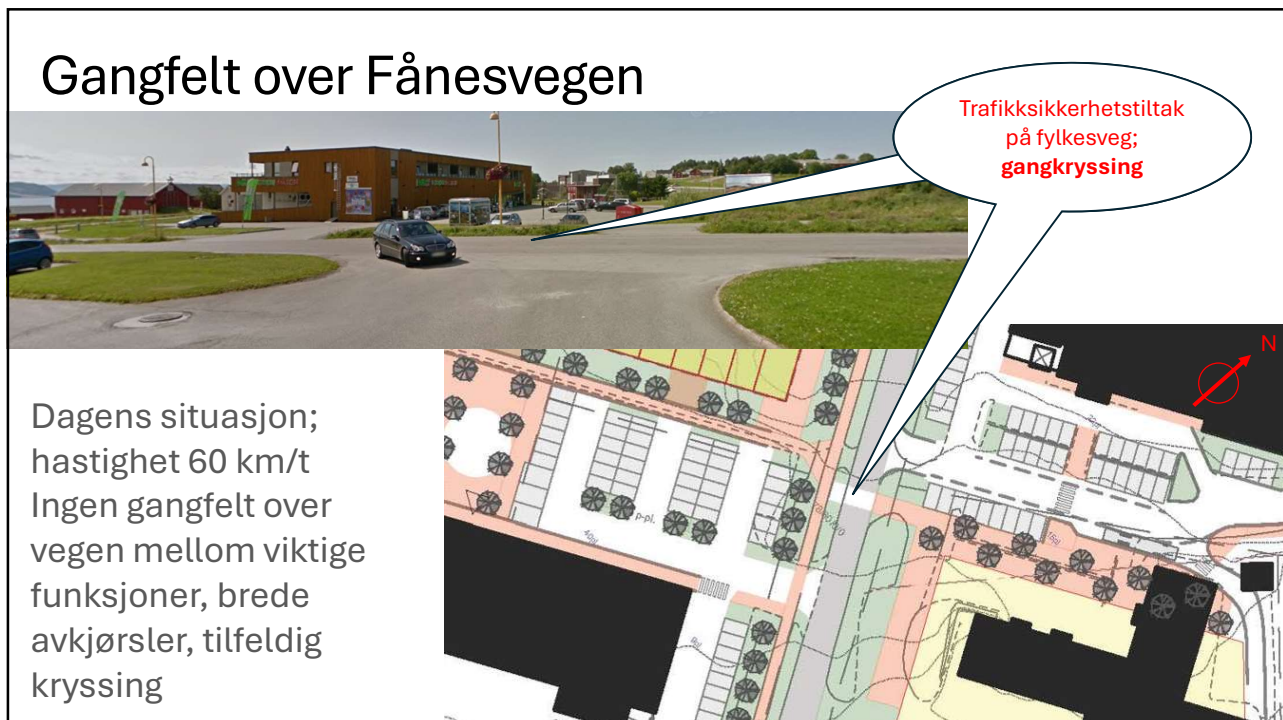 Gangfelt over Fånesvegen
Trafikksikkerhetstiltak
på fylkesveg;
gangkryssing
N
Dagens situasjon;
hastighet 60 km/t
Ingen gangfelt over
vegen mellom viktige
funksjoner, brede
avkjørsler, tilfeldig
kryssing
p-pl.
40pl.